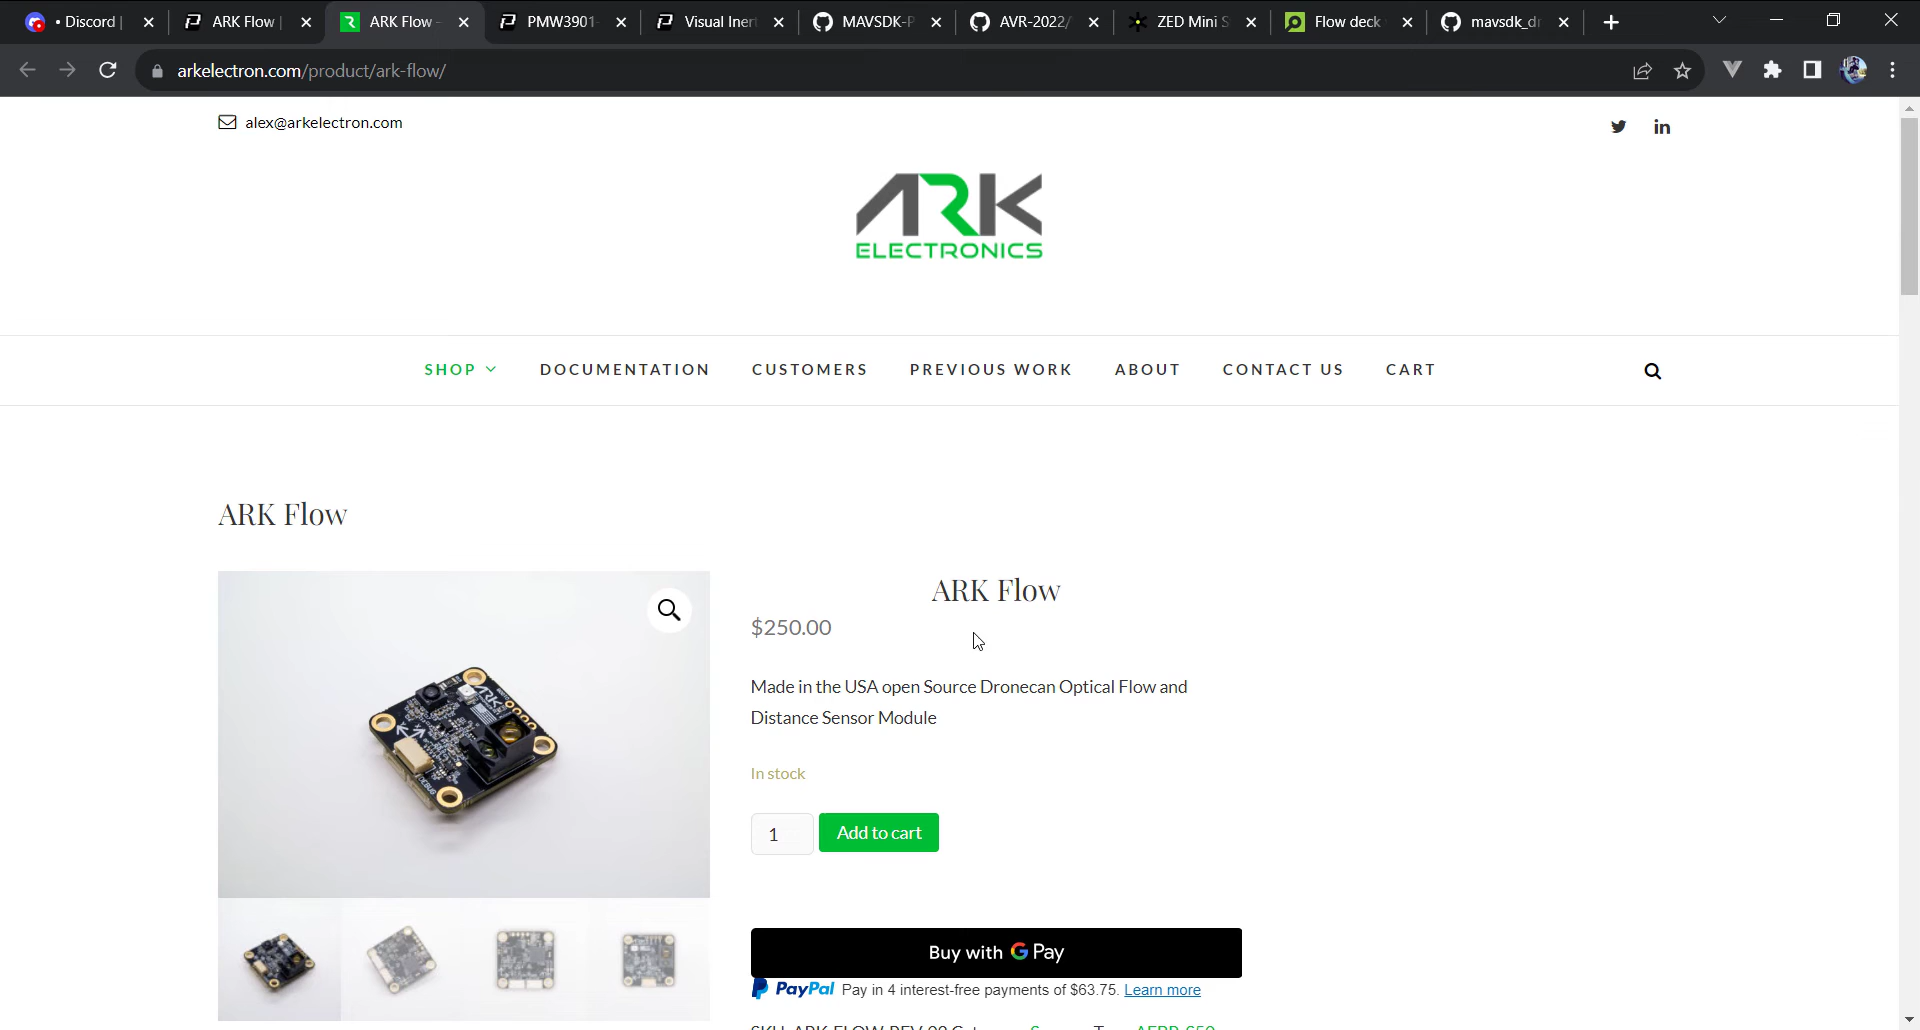 • Discord |
ARK Flow |
ARK Flow -
PMW3901-
Visual Iner
MAVSDK-P
AVR-2022/
ZED Mini S
Flow deck
mavsdk_dr
arkelectron.com/product/ark-flow/
alex@arkelectron.com
ARK
ELECTRONICS
SHOP
DOCUMENTATION
CUSTOMERS
PREVIOUS WORK
ABOUT
CONTACT US
CART
ARK Flow
ARK Flow
$250.00
Made in the USA open Source Dronecan Optical Flow and
Distance Sensor Module
In stock
1
Add to cart
Buy with G Pay
PayPal Pay in 4 interest-free payments of $63.75. Learn more